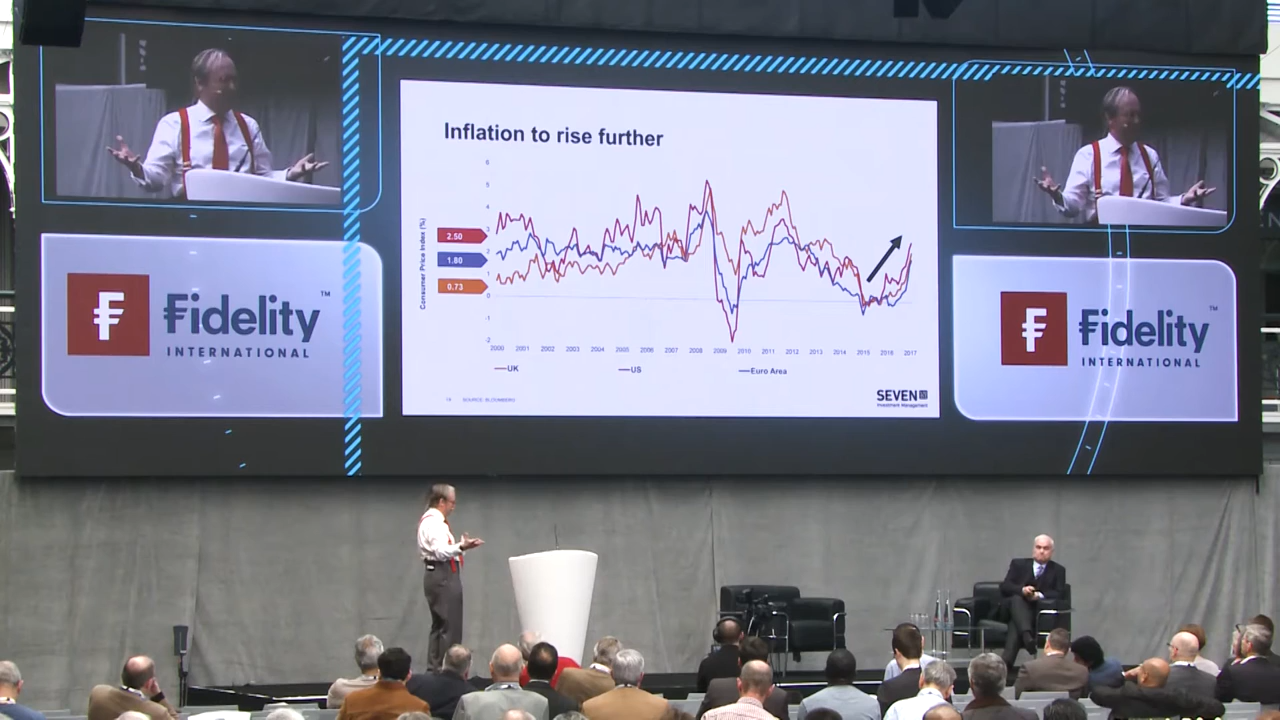 Inflation to rise further
6
5
4
3
2
1
0
-1
-2
Consumer Price Index (%)
2.50
1.80
0.73
2000 2001 2002 2003 2004 2005 2006 2007 2008 2009 2010 2011 2012 2013 2014 2015 2016 2017
UK US Euro Area
SOURCE: BLOOMBERG
SEVEN
Investment Management
Fidelity™
INTERNATIONAL
Fidelity™
INTERNATIONAL